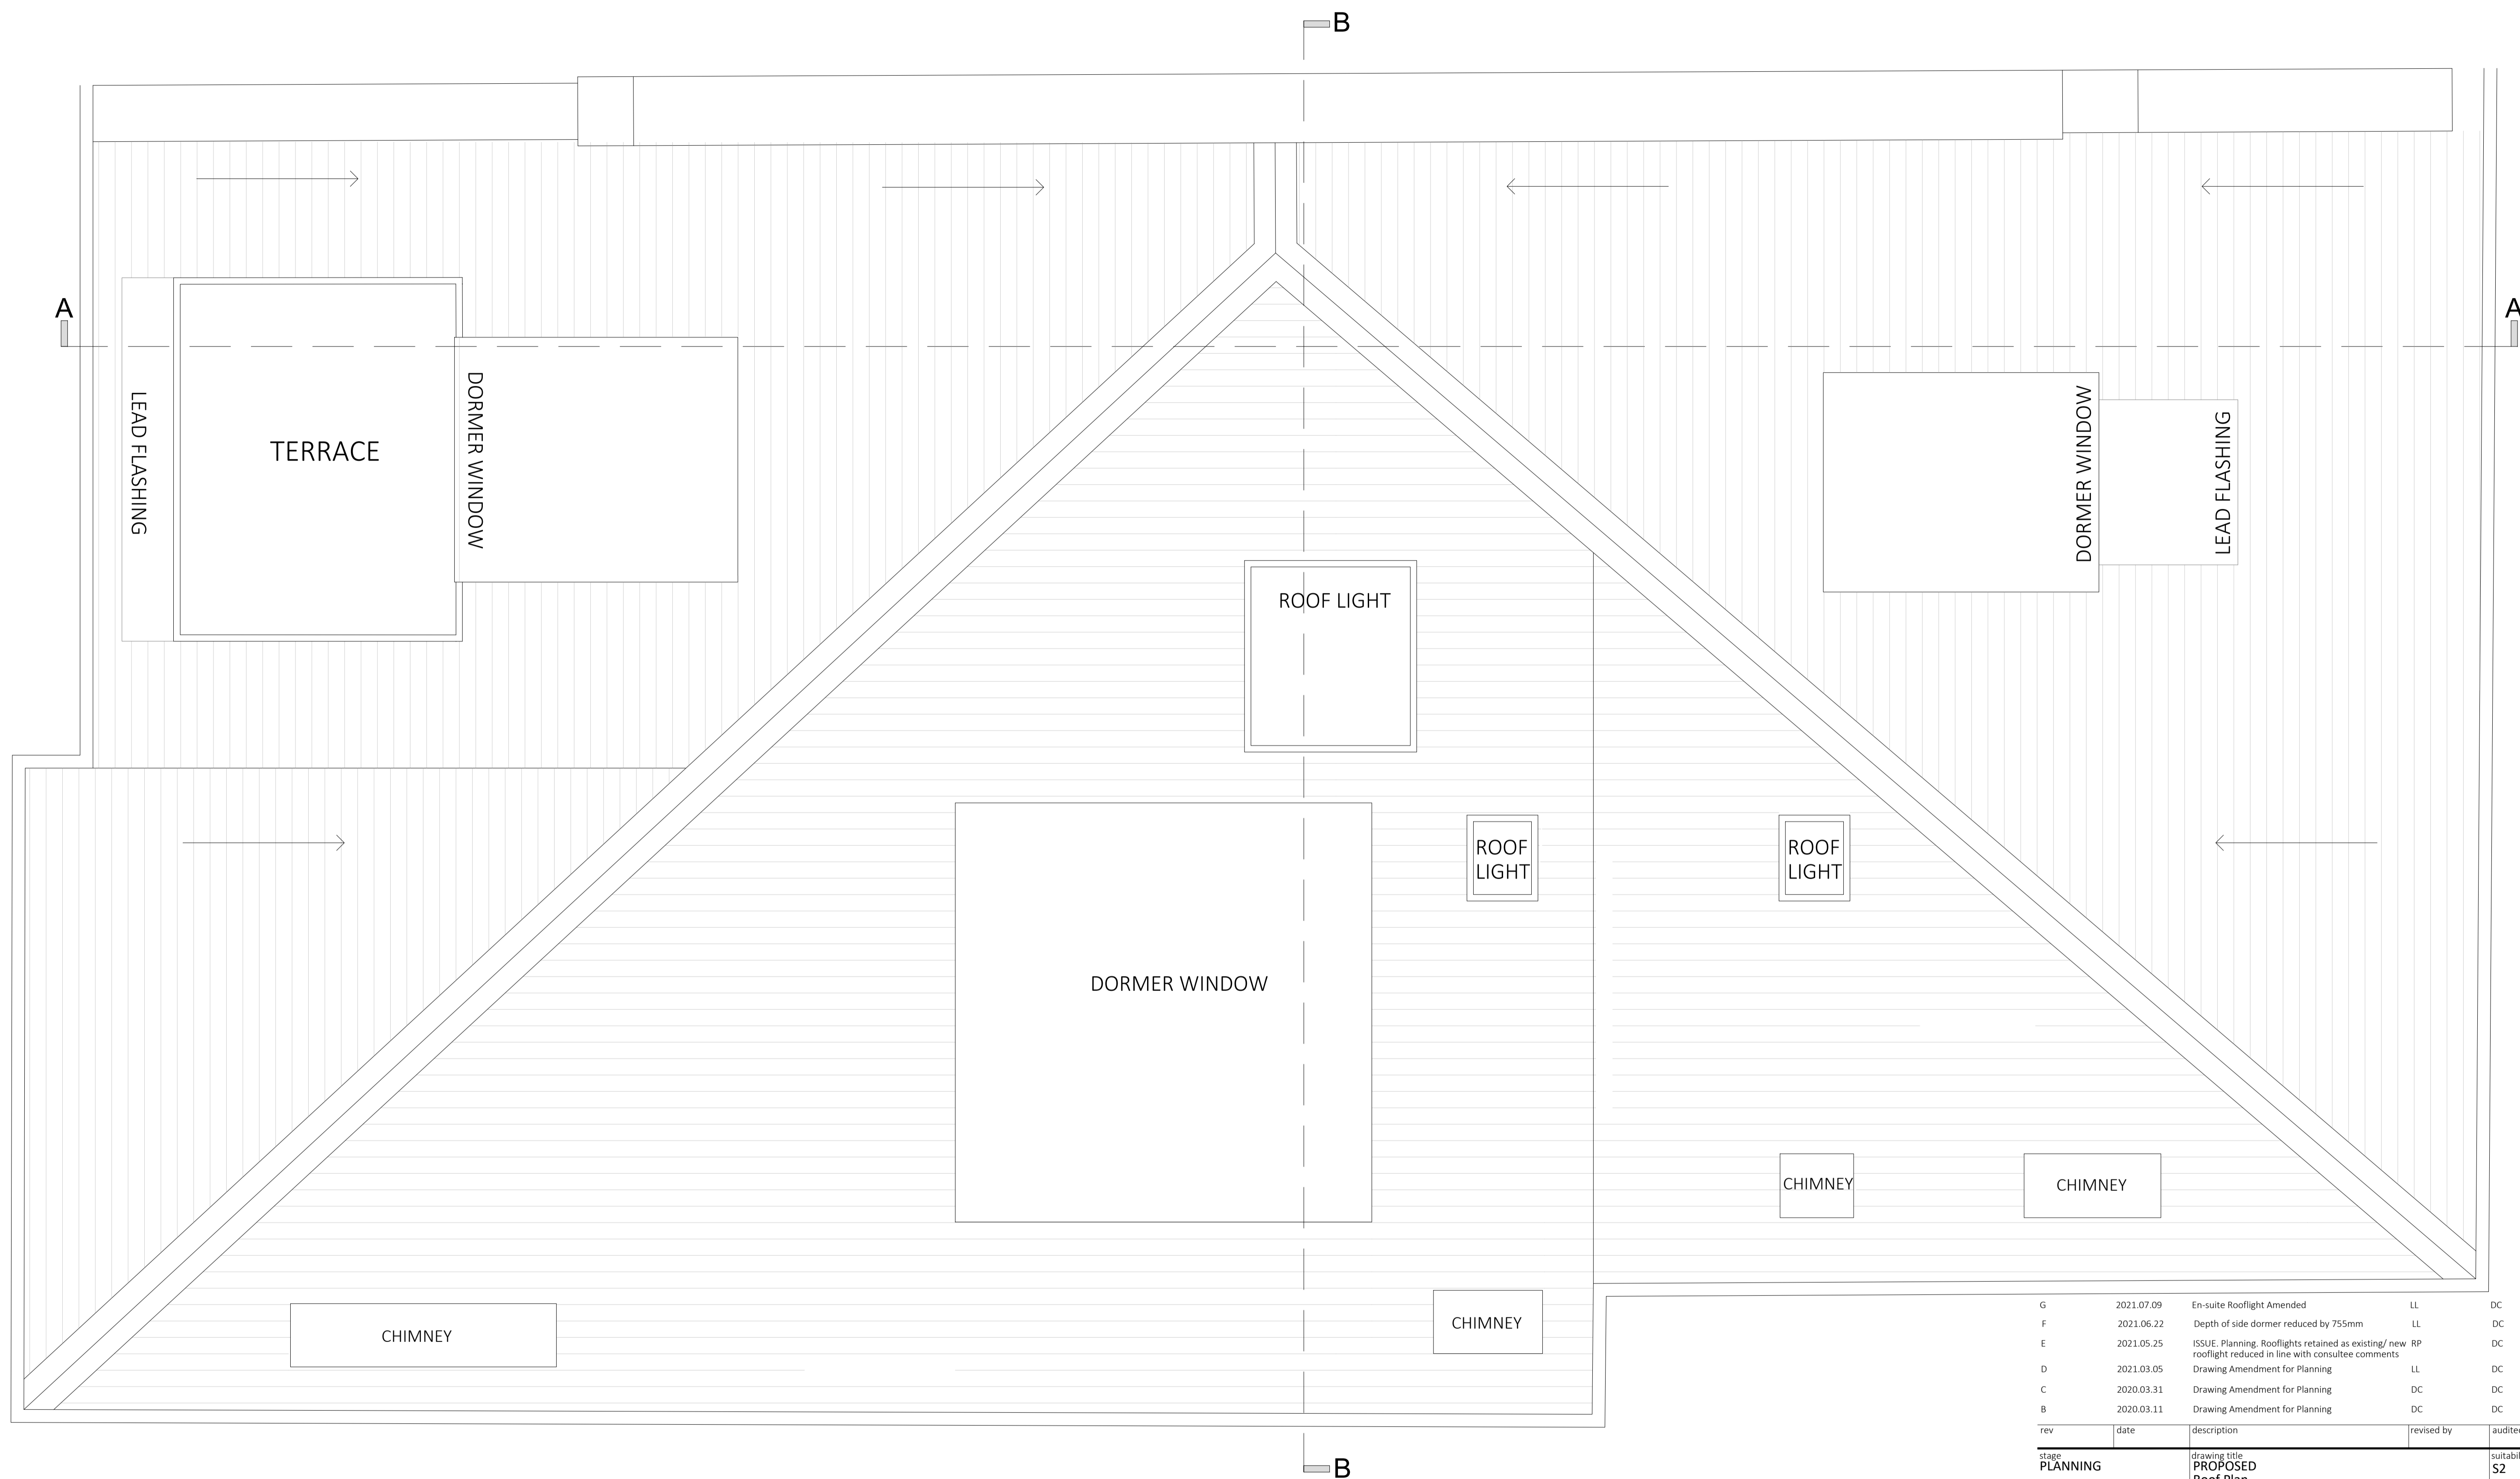 B
A
A
LEAD FLASHING
TERRACE
DORMER WINDOW
DORMER WINDOW
LEAD FLASHING
ROOF LIGHT
ROOF
LIGHT
ROOF
LIGHT
DORMER WINDOW
CHIMNEY
CHIMNEY
CHIMNEY
CHIMNEY
G 2021.07.09 En-suite Rooflight Amended LL DC
F 2021.06.22 Depth of side dormer reduced by 755mm LL DC
E 2021.05.25 ISSUE. Planning. Rooflights retained as existing/ new RP DC
rooflight reduced in line with consultee comments
D 2021.03.05 Drawing Amendment for Planning LL DC
C 2020.03.31 Drawing Amendment for Planning DC DC
B 2020.03.11 Drawing Amendment for Planning DC DC
rev date description revised by
stage drawing title
PLANNING PROPOSED S2
Roof Plan
B